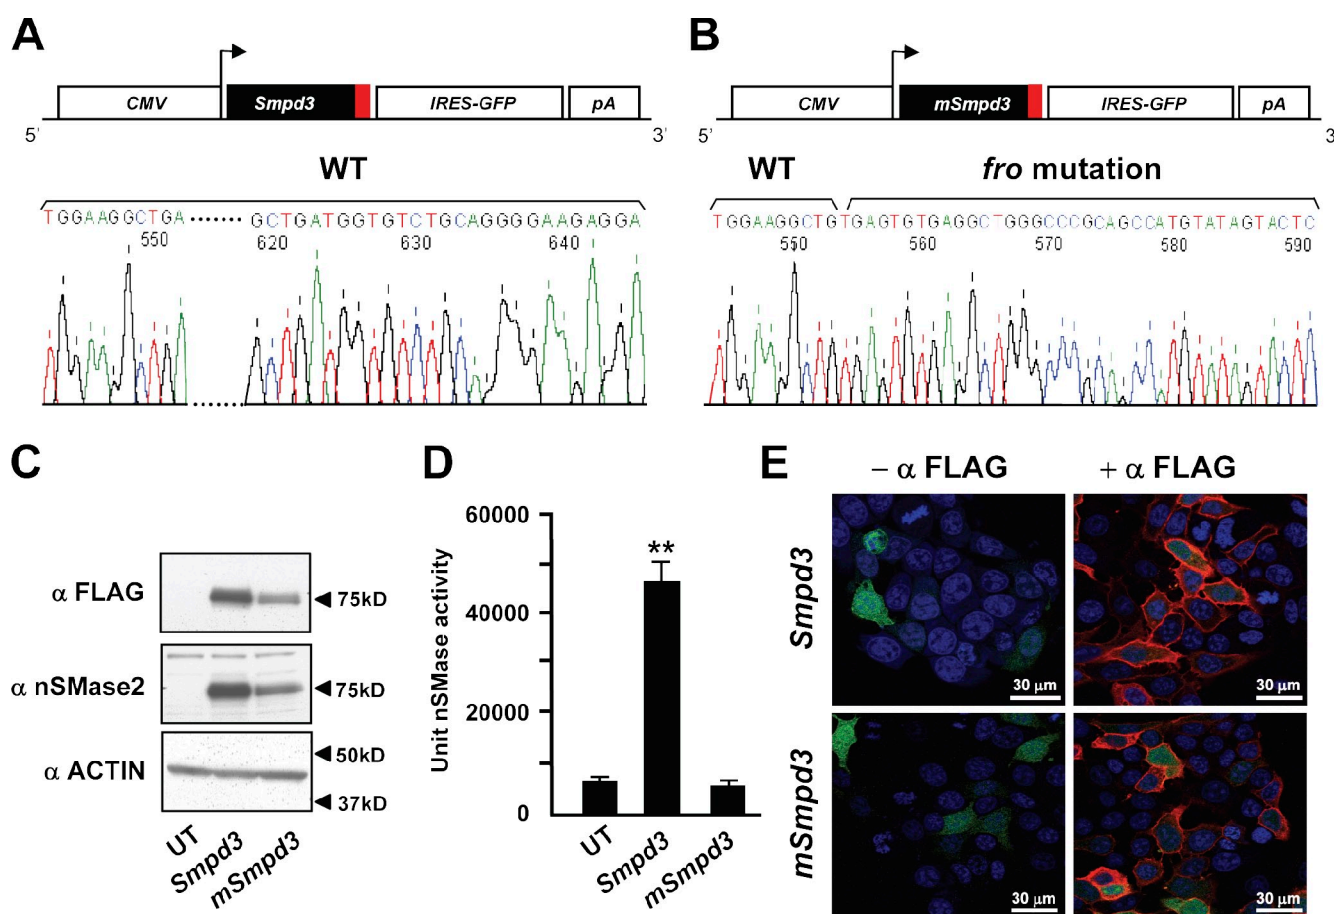 A
CMV Smpd3 IRES-GFP pA
5' 3'
WT
TGGAAGGCTGA ······· GCTGATGGTGTCTGCAGGGGAAGAGGA
550 620 630 640
B
CMV mSmpd3 IRES-GFP pA
5' 3
WT fro mutation
TGGAAGGCTG TGAGTGTGAGGCTGGGCCCGCAGCCATGTATAGTACTC
550 560 570 580 590
C
α FLAG 75kD
α nSMase2 75kD
α ACTIN 50kD
37kD
UT Smpd3 mSmpd3
D
Unit nSMase activity
60000
40000
20000
0
**
UT Smpd3 mSmpd3
E
– α FLAG + α FLAG
Smpd3
30 µm 30 µm
mSmpd3
30 µm 30 µm